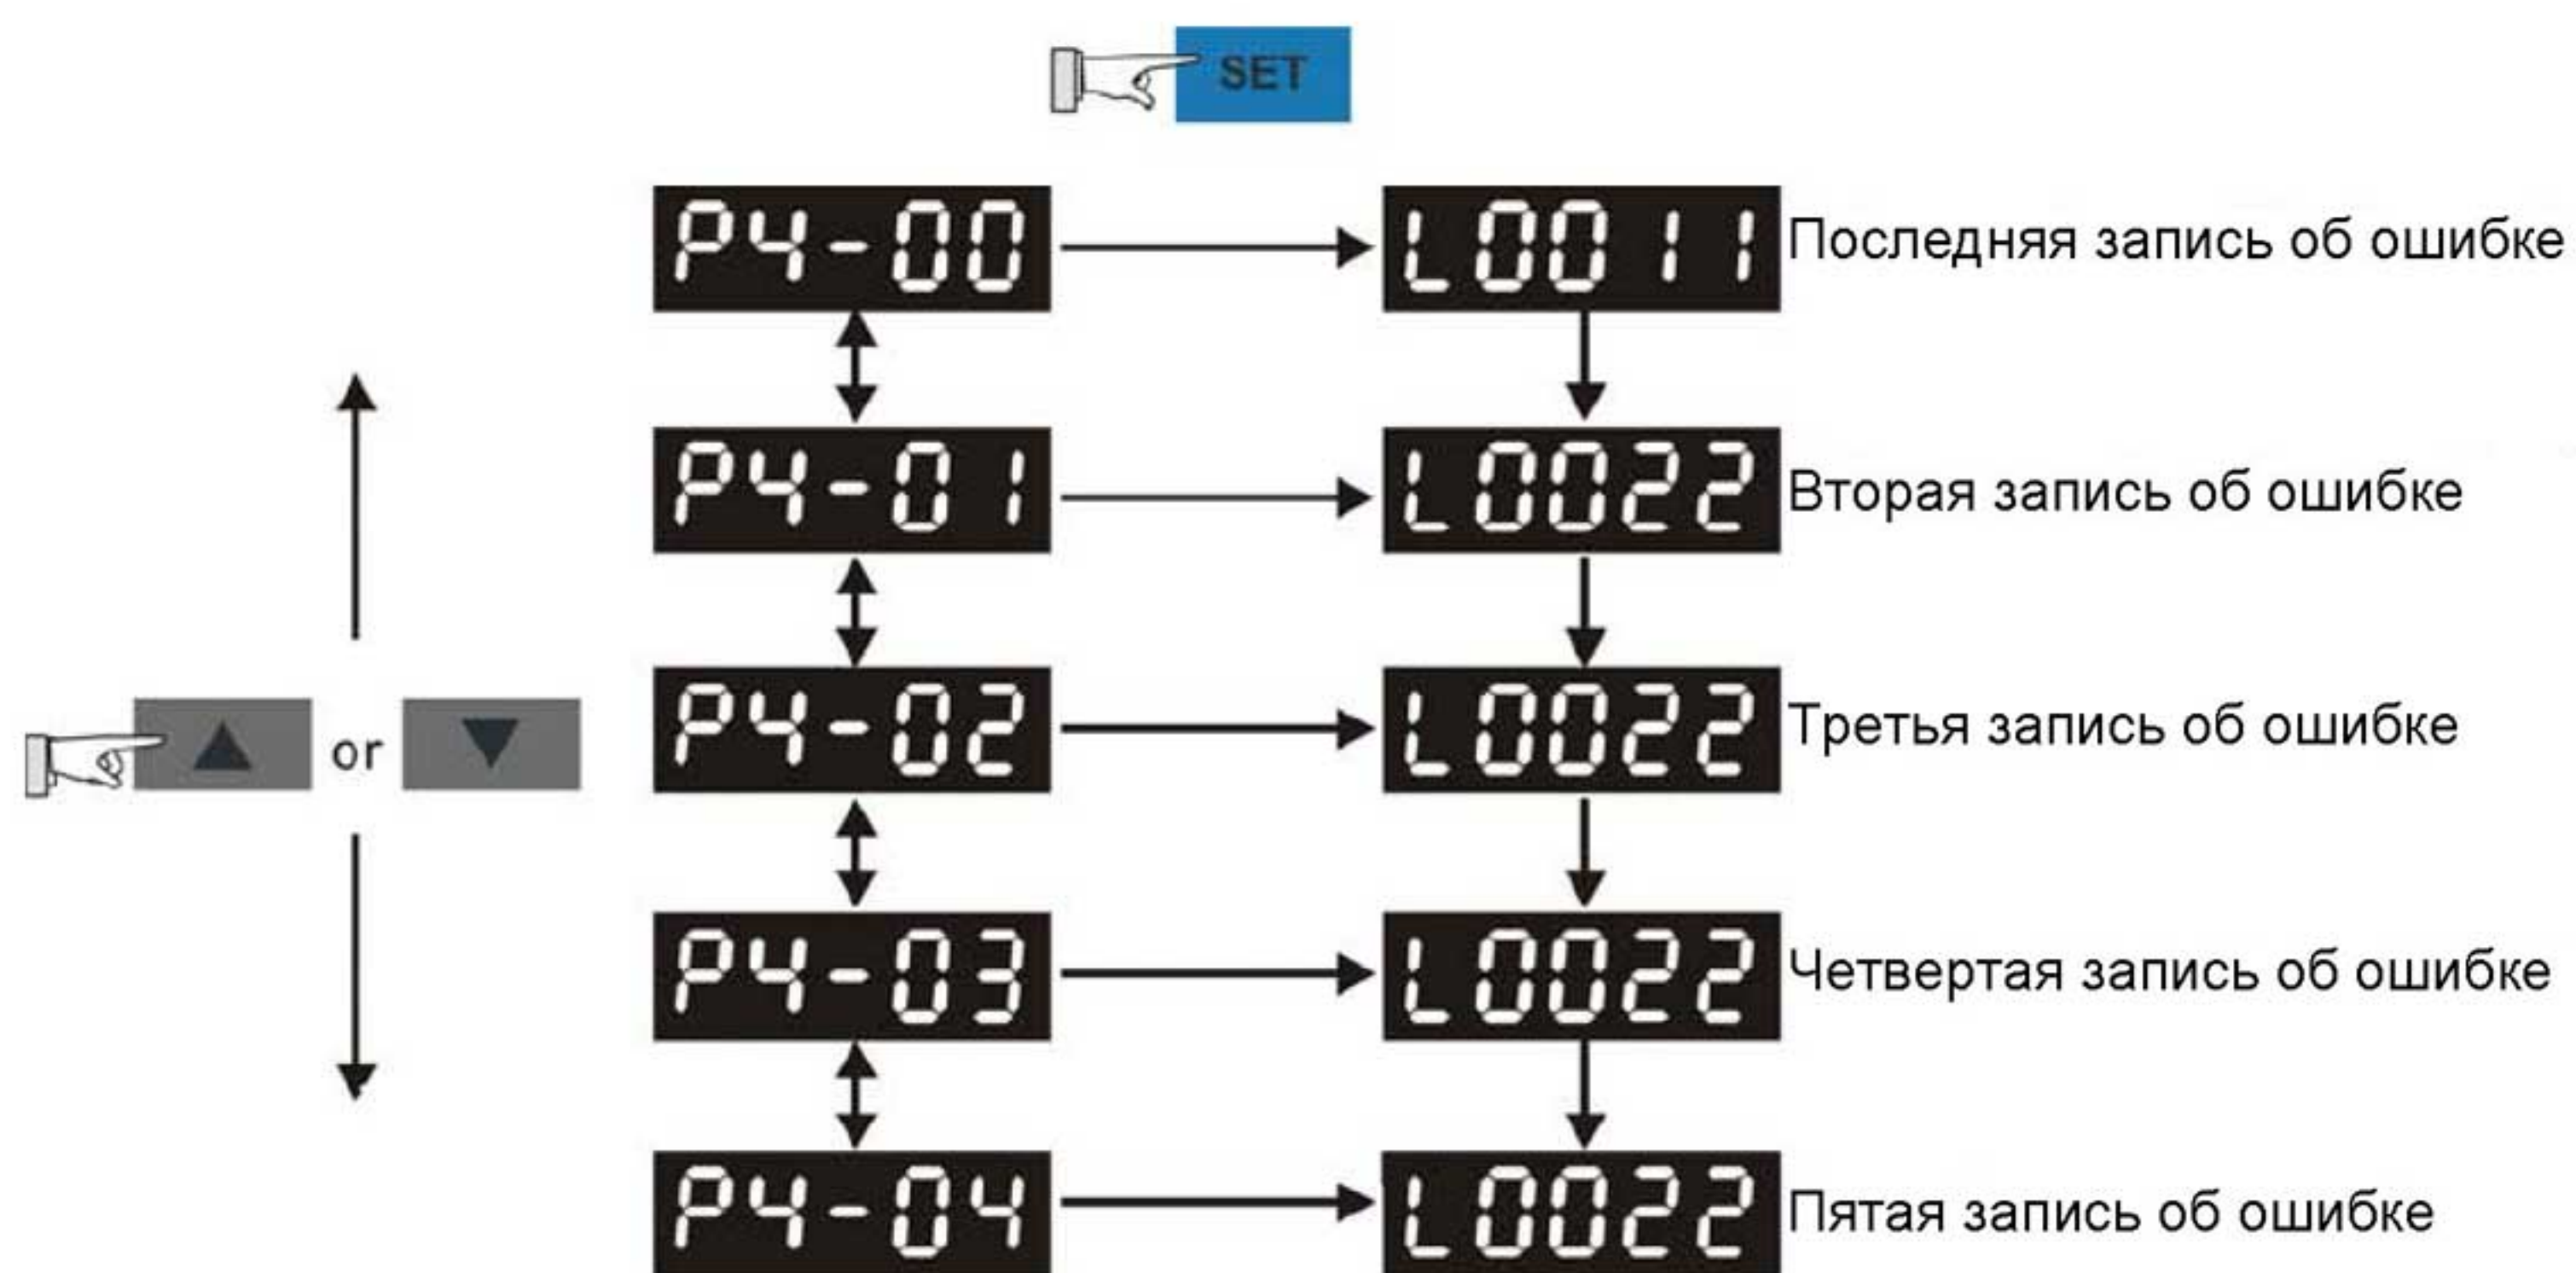 SET
P4-00 L0011 Последняя запись об ошибке
P4-01 L0022 Вторая запись об ошибке
P4-02 L0022 Третья запись об ошибке
or
P4-03 L0022 Четвертая запись об ошибке
P4-04 L0022 Пятая запись об ошибке